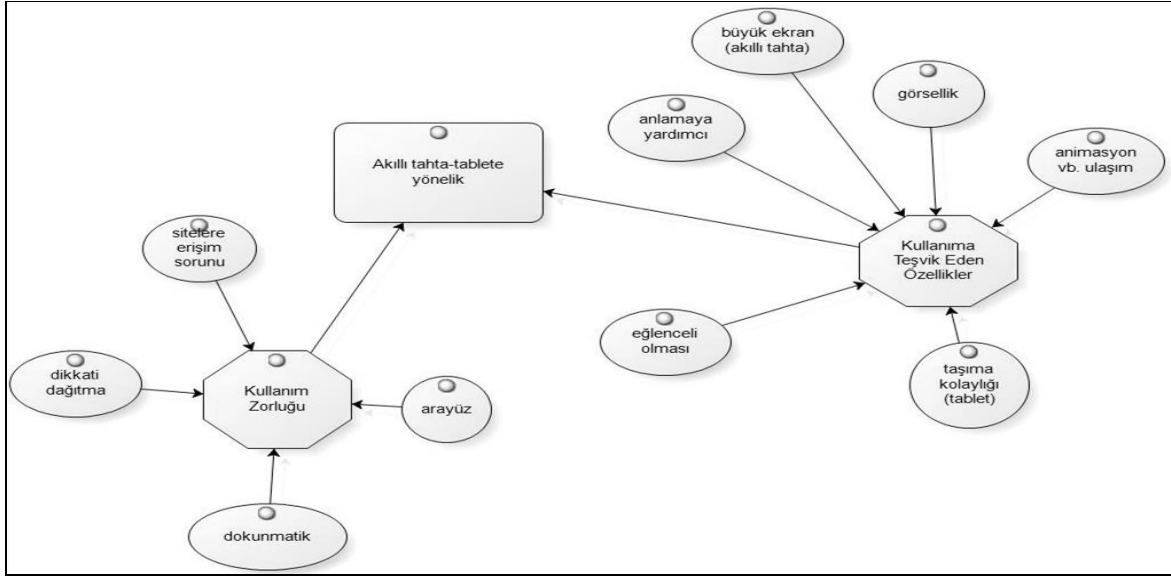 büyük ekran
(akıllı tahta)
görsellik
anlamaya
yardımcı
animasyon
vb. ulaşım
Akıllı tahta-tablete
yönelik
sitelere
erişim
sorunu
Kullanıma
Teşvik Eden
Özellikler
eğlenceli
olması
dikkati
dağıtma
Kullanım
Zorluğu
arayüz
taşıma
kolaylığı
(tablet)
dokunmatik